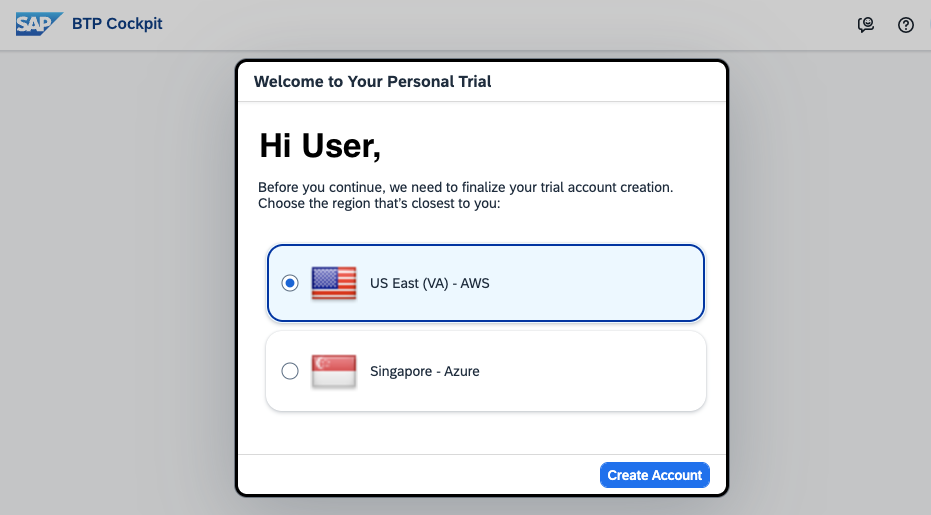 SAP BTP Cockpit
Welcome to Your Personal Trial
Hi User,
Before you continue, we need to finalize your trial account creation.
Choose the region that's closest to you:
US East (VA) - AWS
Singapore - Azure
Create Account